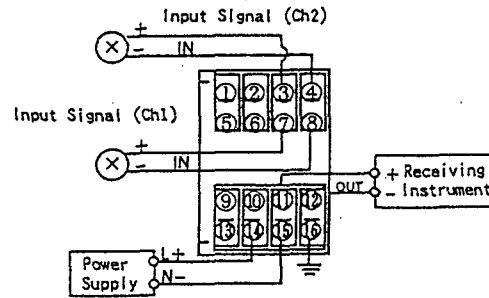 Input Signal (Ch2)
+
- IN
① ② ③ ④
⑤ ⑥ ⑦ ⑧
Input Signal (Ch1)
+
- IN
⑨ ⑩ ⑪ ⑫
⑬ ⑭ ⑮ ⑯
+ Receiving
OUT - Instrument
Power
Supply
L+
N-